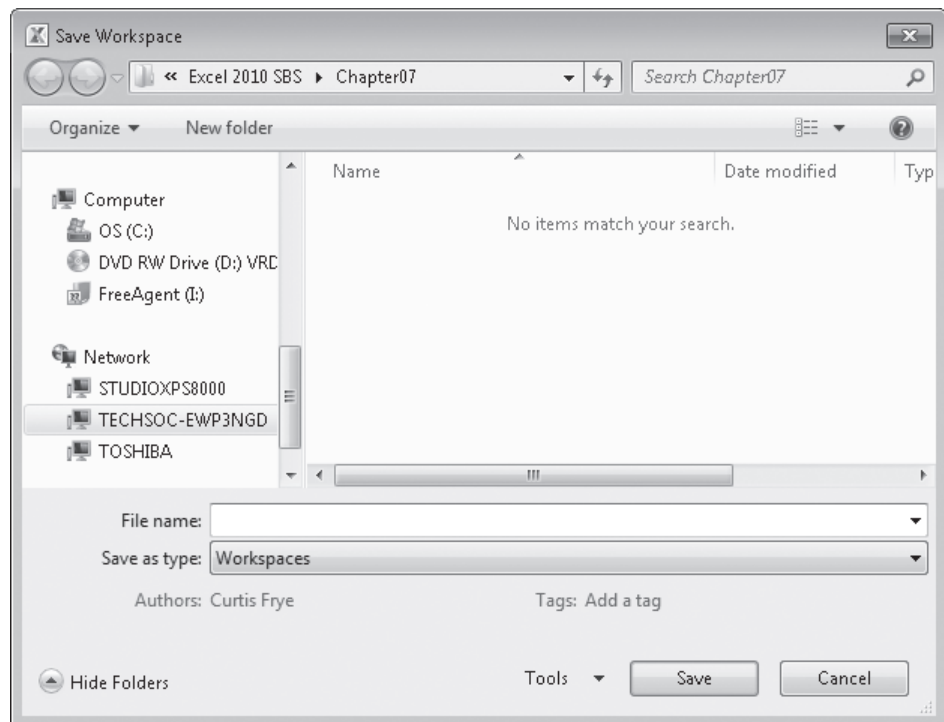 Save Workspace
« Excel 2010 SBS ▸ Chapter07
Search Chapter07
Organize
New folder
Name
Date modified
Typ
No items match your search.
Computer
OS (C:)
DVD RW Drive (D:) VRD
FreeAgent (I:)
Network
STUDIOXPS8000
TECHSOC-EWP3NGD
TOSHIBA
File name:
Save as type: Workspaces
Authors: Curtis Frye
Tags: Add a tag
Hide Folders
Tools
Save
Cancel